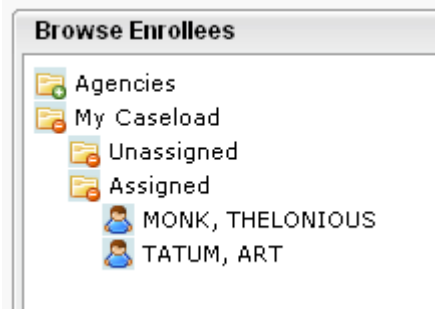 Browse Enrollees
Agencies
My Caseload
Unassigned
Assigned
MONK, THELONIOUS
TATUM, ART